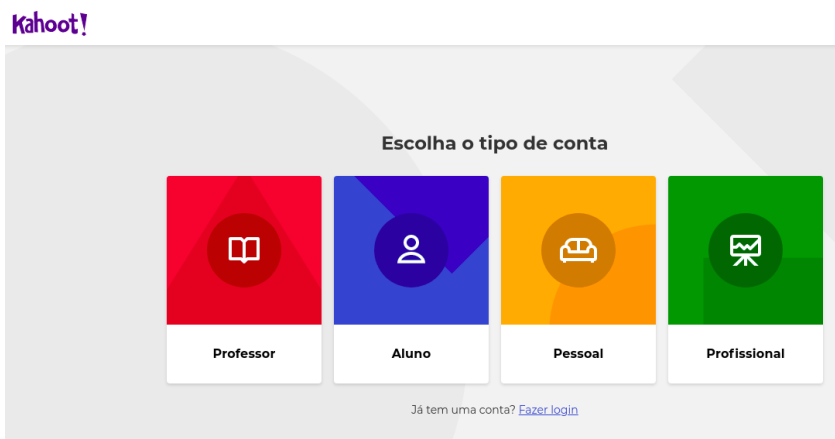 Kahoot!
Escolha o tipo de conta
Professor
Aluno
Pessoal
Profissional
Já tem uma conta? Fazer login